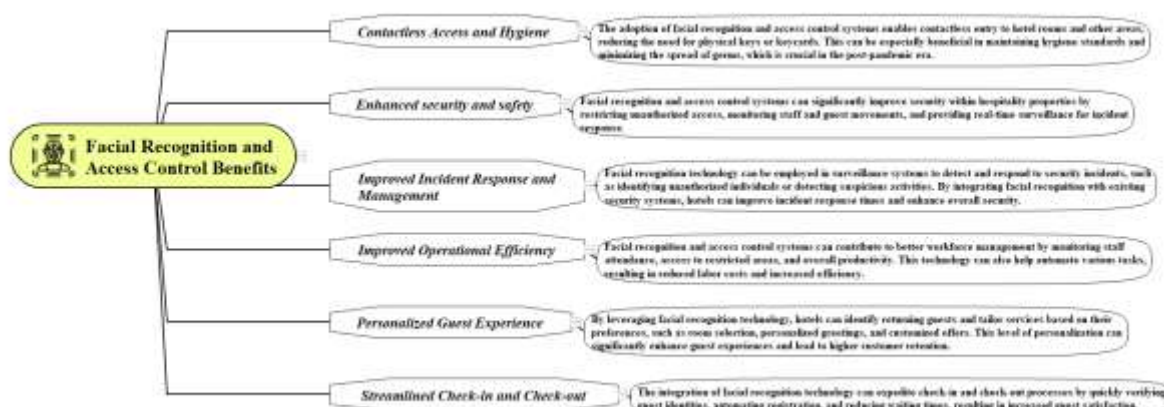 Facial Recognition and
Access Control Benefits
Contactless Access and Hygiene
The adoption of facial recognition and access control systems enables contactless entry to hotel rooms and other areas,
reducing the need for physical keys or keycards. This can be especially beneficial in maintaining hygiene standards and
minimizing the spread of germs, which is crucial in the post-pandemic era.
Enhanced security and safety
Facial recognition and access control systems can significantly improve security within hospitality properties by
restricting unauthorized access, monitoring staff and guest movements, and providing real-time surveillance for incident
response.
Improved Incident Response and
Management
Facial recognition technology can be employed in surveillance systems to detect and respond to security incidents, such
as identifying unauthorized individuals or detecting suspicious activities. By integrating facial recognition with existing
security systems, hotels can improve incident response times and enhance overall security.
Improved Operational Efficiency
Facial recognition and access control systems can contribute to better workforce management by monitoring staff
attendance, access to restricted areas, and overall productivity. This technology can also help automate various tasks,
resulting in reduced labor costs and increased efficiency.
Personalized Guest Experience
By leveraging facial recognition technology, hotels can identify returning guests and tailor services based on their
preferences, such as room selection, personalized greetings, and customized offers. This level of personalization can
significantly enhance guest experiences and lead to higher customer retention.
Streamlined Check-in and Check-out
The integration of facial recognition technology can expedite check-in and check-out processes by quickly verifying
guest identities, automating registration, and reducing waiting times, resulting in increased guest satisfaction.